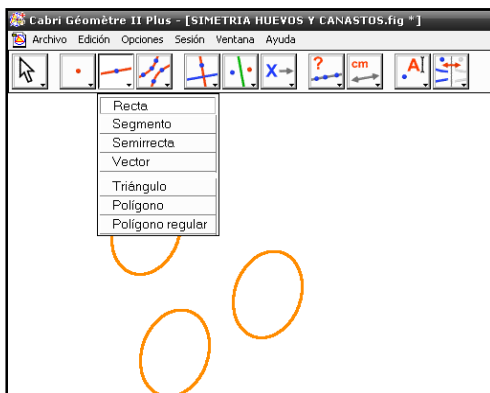 Cabri Géomètre II Plus - [SIMETRIA HUEVOS Y CANASTOS.fig *]
Archivo Edición Opciones Sesión Ventana Ayuda
X
?
cm
A
Recta
Segmento
Semirrecta
Vector
Triángulo
Polígono
Polígono regular